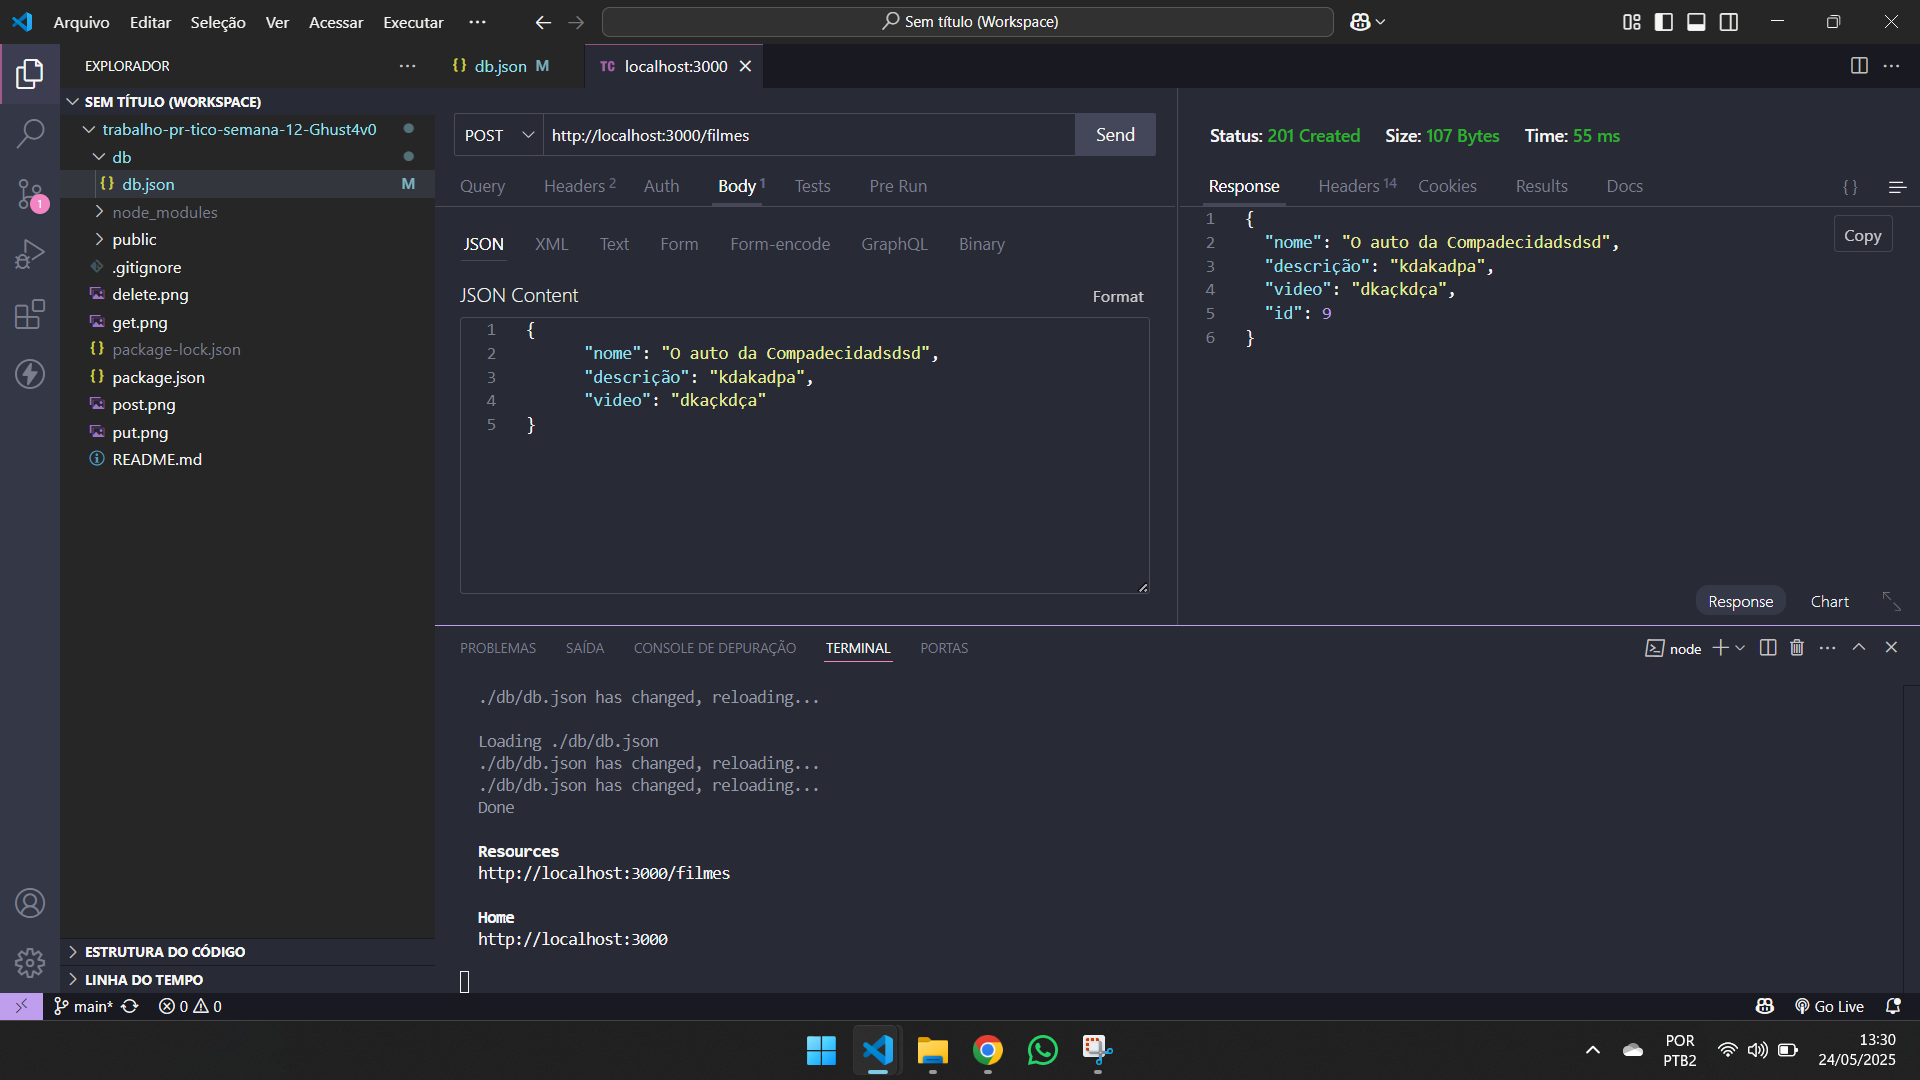 Arquivo Editar Seleção Ver Acessar Executar ··· Sem título (Workspace)
EXPLORADOR ···
{} db.json M TC localhost:3000
SEM TÍTULO (WORKSPACE)
trabalho-pr-tico-semana-12-Ghust4v0
db
{} db.json M
node_modules
public
.gitignore
delete.png
get.png
{} package-lock.json
{} package.json
post.png
put.png
README.md
1
ESTRUTURA DO CÓDIGO
LINHA DO TEMPO
POST http://localhost:3000/filmes Send
Query Headers 2 Auth Body 1 Tests Pre Run
JSON XML Text Form Form-encode GraphQL Binary
JSON Content Format
1 {
2 "nome": "O auto da Compadecidadsdsd",
3 "descrição": "kdakadpa",
4 "video": "dkaçkdça"
5 }
Status: 201 Created Size: 107 Bytes Time: 55 ms
Response Headers 14 Cookies Results Docs {}
Copy
1 {
2 "nome": "O auto da Compadecidadsdsd",
3 "descrição": "kdakadpa",
4 "video": "dkaçkdça",
5 "id": 9
6 }
Response Chart
PROBLEMAS SAÍDA CONSOLE DE DEPURAÇÃO TERMINAL PORTAS node ···
./db/db.json has changed, reloading...
Loading ./db/db.json
./db/db.json has changed, reloading...
./db/db.json has changed, reloading...
Done
Resources
http://localhost:3000/filmes
Home
http://localhost:3000
main* 0 0 Go Live
POR
PTB2
13:30
24/05/2025